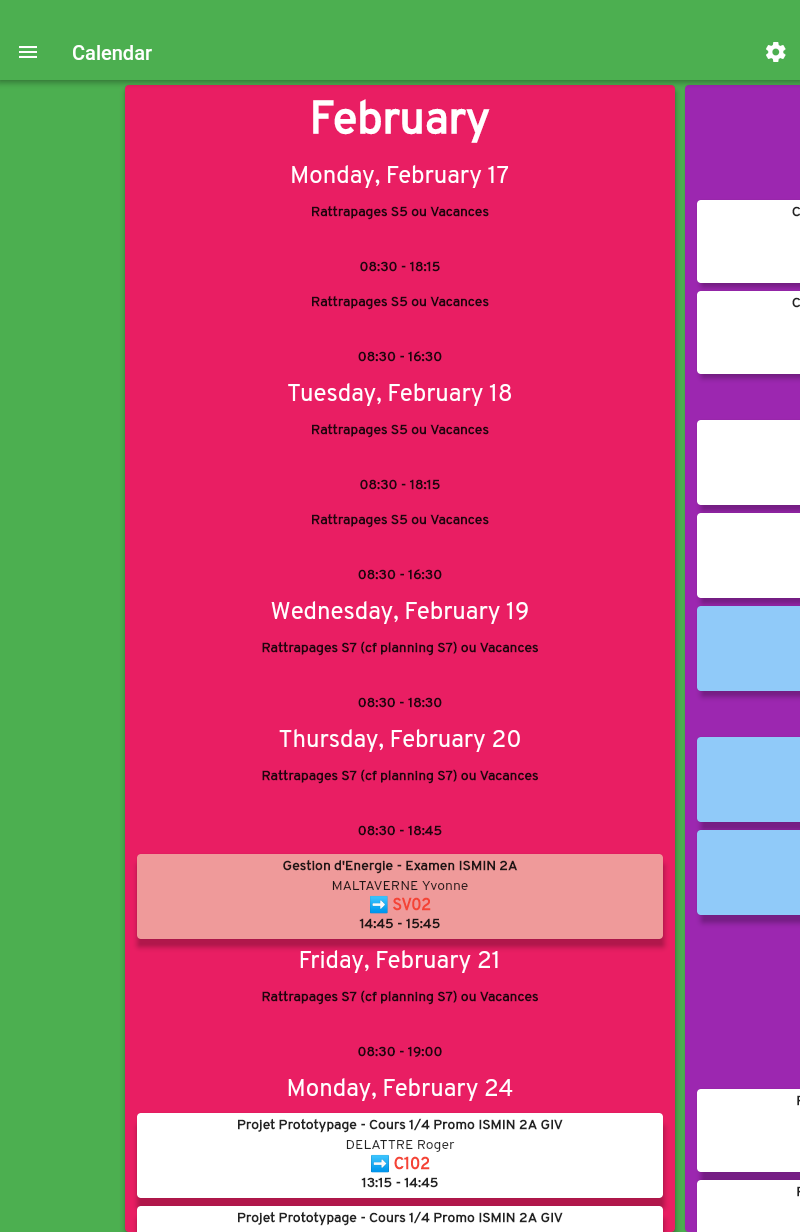 Calendar
February
Monday, February 17
Rattrapages S5 ou Vacances
08:30 - 18:15
Rattrapages S5 ou Vacances
08:30 - 16:30
Tuesday, February 18
Rattrapages S5 ou Vacances
08:30 - 18:15
Rattrapages S5 ou Vacances
08:30 - 16:30
Wednesday, February 19
Rattrapages S7 (cf planning S7) ou Vacances
08:30 - 18:30
Thursday, February 20
Rattrapages S7 (cf planning S7) ou Vacances
08:30 - 18:45
Gestion d'Energie - Examen ISMIN 2A
MALTAVERNE Yvonne
➡ SV02
14:45 - 15:45
Friday, February 21
Rattrapages S7 (cf planning S7) ou Vacances
08:30 - 19:00
Monday, February 24
Projet Prototypage - Cours 1/4 Promo ISMIN 2A GIV
DELATTRE Roger
➡ C102
13:15 - 14:45
Projet Prototypage - Cours 1/4 Promo ISMIN 2A GIV